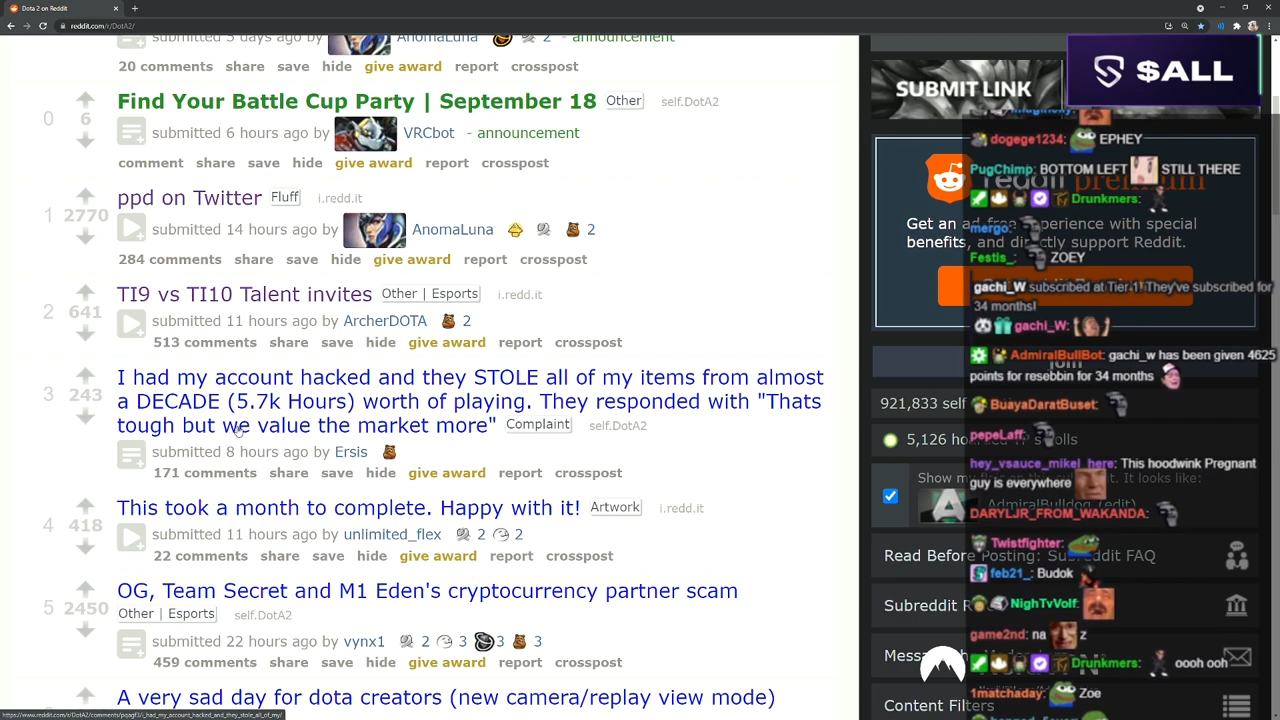 Dota 2 on Reddit
reddit.com/r/DotA2/
submitted 3 days ago by AnomaLuna 2 - announcement
20 comments share save hide give award report crosspost
0
6
Find Your Battle Cup Party | September 18 Other self.DotA2
submitted 6 hours ago by VRCbot - announcement
comment share save hide give award report crosspost
1
2770
ppd on Twitter Fluff i.redd.it
submitted 14 hours ago by AnomaLuna 2
284 comments share save hide give award report crosspost
2
641
TI9 vs TI10 Talent invites Other | Esports i.redd.it
submitted 11 hours ago by ArcherDOTA 2
513 comments share save hide give award report crosspost
3
243
I had my account hacked and they STOLE all of my items from almost
a DECADE (5.7k Hours) worth of playing. They responded with "Thats
tough but we value the market more" Complaint self.DotA2
submitted 8 hours ago by Ersis
171 comments share save hide give award report crosspost
4
418
This took a month to complete. Happy with it! Artwork i.redd.it
submitted 11 hours ago by unlimited_flex 2 2
22 comments share save hide give award report crosspost
5
2450
OG, Team Secret and M1 Eden's cryptocurrency partner scam
Other | Esports self.DotA2
submitted 22 hours ago by vynx1 2 3 3 3
459 comments share save hide give award report crosspost
A very sad day for dota creators (new camera/replay view mode)
SUBMIT LINK
$ALL
reddit premium
Get an ad-free experience with special
benefits, and directly support Reddit.
join
921,833
Read Before Posting: Subreddit FAQ
Content Filters
dogege1234: EPHEY
PugChimp: BOTTOM LEFT STILL THERE
Drunkmers:
mergo:
Festis_: ZOEY
gachi_W subscribed at Tier 1! They've subscribed for
34 months!
gachi_W:
AdmiralBullBot: gachi_w has been given 4625
points for resebbin for 34 months
BuayaDaratBuset:
pepeLaff:
hey_vsauce_mikel_here: This hoodwink Pregnant
guy is everywhere
DARYLJR_FROM_WAKANDA:
Twistfighter:
feb21_: Budok
NighTvVolf:
game2nd: na z
Drunkmers: oooh ooh
1matchaday: Zoe